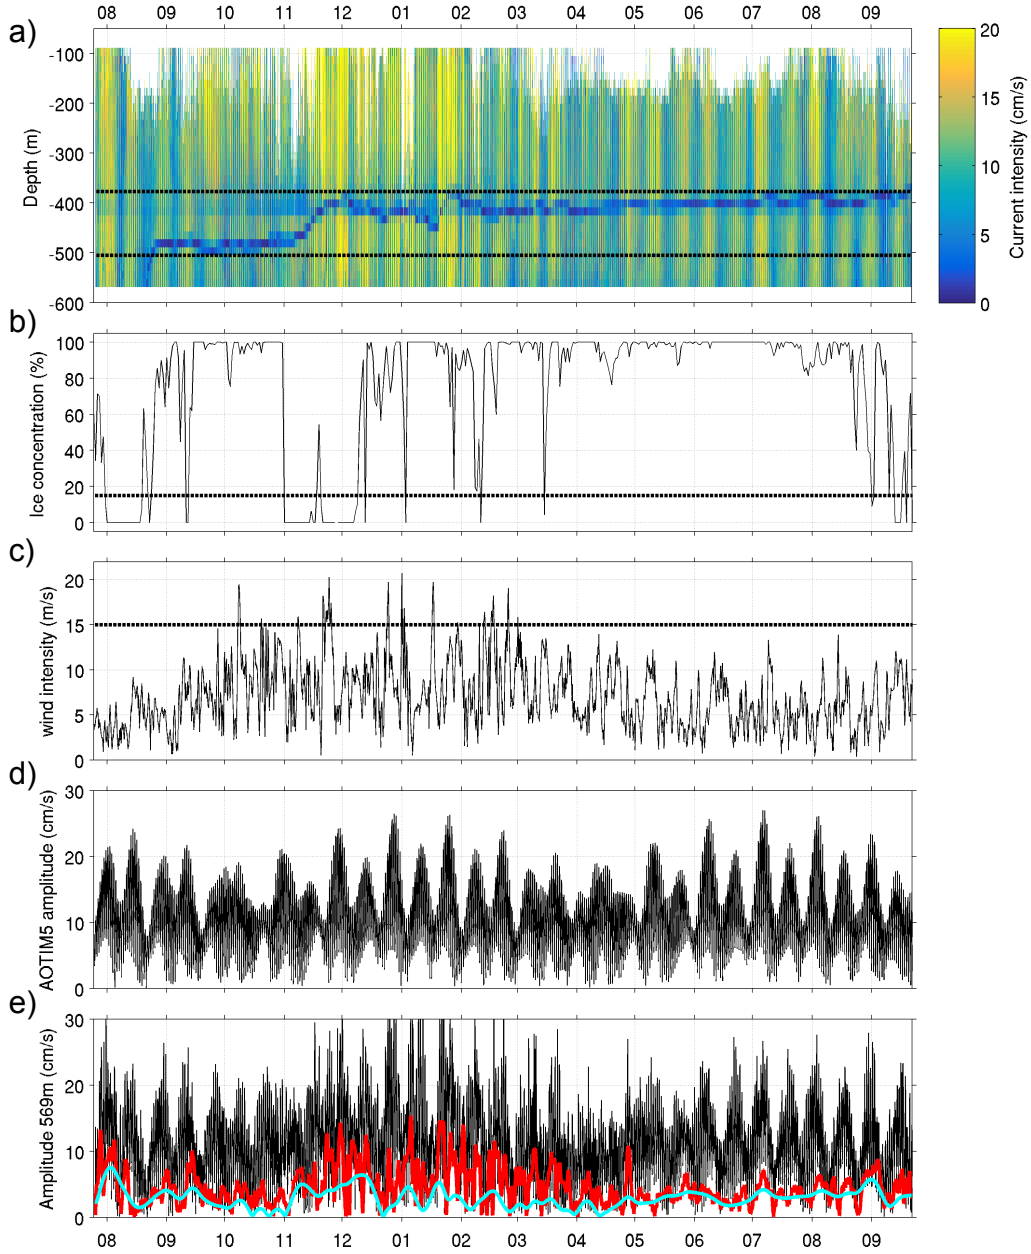 08 09 10 11 12 01 02 03 04 05 06 07 08 09
a)
-100
-200
-300
-400
-500
-600
Depth (m)
20
15
10
5
0
Current intensity (cm/s)
b)
100
80
60
40
20
0
Ice concentration (%)
c)
20
15
10
5
0
wind intensity (m/s)
d)
30
20
10
0
AOTIM5 amplitude (cm/s)
e)
30
20
10
0
Amplitude 569m (cm/s)
08 09 10 11 12 01 02 03 04 05 06 07 08 09